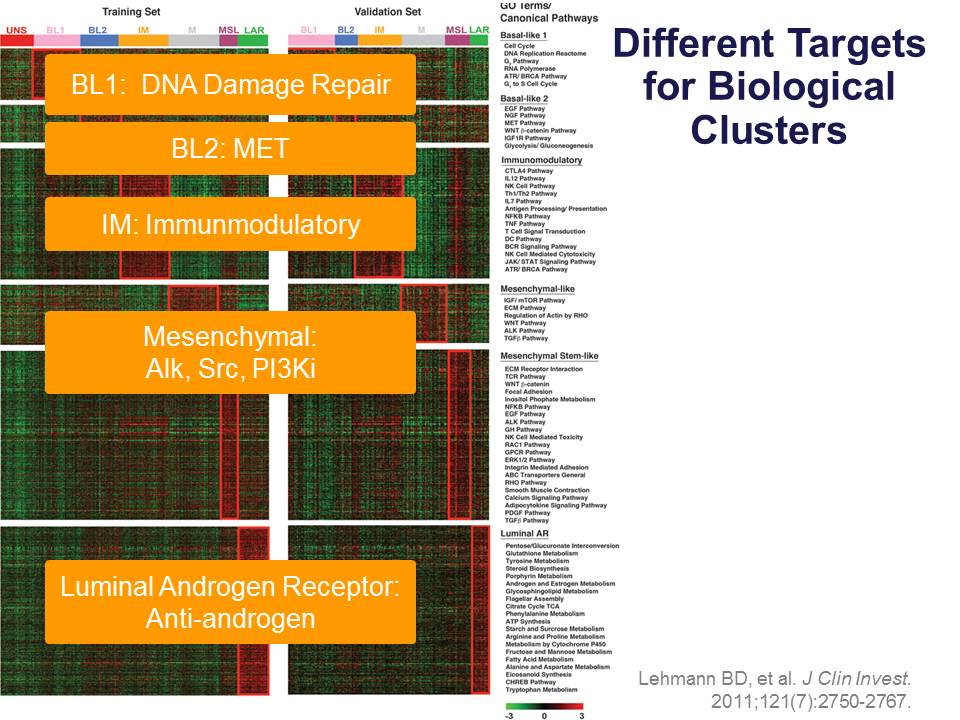 Training Set
Validation Set
UNS BL1 BL2 IM M MSL LAR
BL1 BL2 IM M MSL LAR
BL1: DNA Damage Repair
BL2: MET
IM: Immunmodulatory
Mesenchymal:
Alk, Src, PI3Ki
Luminal Androgen Receptor:
Anti-androgen
GO Terms/
Canonical Pathways
Basal-like 1
Cell Cycle
DNA Replication Reactome
G₂ Pathway
RNA Polymerase
ATR/ BRCA Pathway
G₁ to S Cell Cycle
Basal-like 2
EGF Pathway
NGF Pathway
MET Pathway
WNT β-catenin Pathway
IGF1R Pathway
Glycolysis/ Gluconeogenesis
Immunomodulatory
CTLA4 Pathway
IL12 Pathway
NK Cell Pathway
Th1/Th2 Pathway
IL7 Pathway
Antigen Processing/ Presentation
NFKB Pathway
TNF Pathway
T Cell Signal Transduction
DC Pathway
BCR Signaling Pathway
NK Cell Mediated Cytotoxicity
JAK/ STAT Signaling Pathway
ATR/ BRCA Pathway
Mesenchymal-like
IGF/ mTOR Pathway
ECM Pathway
Regulation of Actin by RHO
WNT Pathway
ALK Pathway
TGFβ Pathway
Mesenchymal Stem-like
ECM Receptor Interaction
TCR Pathway
WNT β-catenin
Focal Adhesion
Inositol Phophate Metabolism
NFKB Pathway
EGF Pathway
ALK Pathway
GH Pathway
NK Cell Mediated Toxicity
RAC1 Pathway
GPCR Pathway
ERK1/2 Pathway
Integrin Mediated Adhesion
ABC Transporters General
RHO Pathway
Smooth Muscle Contraction
Calcium Signaling Pathway
Adipocytokine Signaling Pathway
PDGF Pathway
TGFβ Pathway
Luminal AR
Pentose/Glucuronate Interconversion
Glutathione Metabolism
Tyrosine Metabolism
Steroid Biosynthesis
Porphyrin Metabolism
Androgen and Estrogen Metabolism
Glycosphingolipid Metabolism
Flagellar Assembly
Citrate Cycle TCA
Phenylalanine Metabolism
ATP Synthesis
Starch and Surcrose Metabolism
Arginine and Proline Metabolism
Metabolism by Cytochrome P450
Fructose and Mannose Metabolism
Fatty Acid Metabolism
Alanine and Aspartate Metabolism
Eicosanoid Synthesis
CHREB Pathway
Tryptophan Metabolism
-3 0 3
Different Targets
for Biological
Clusters
Lehmann BD, et al. J Clin Invest.
2011;121(7):2750-2767.